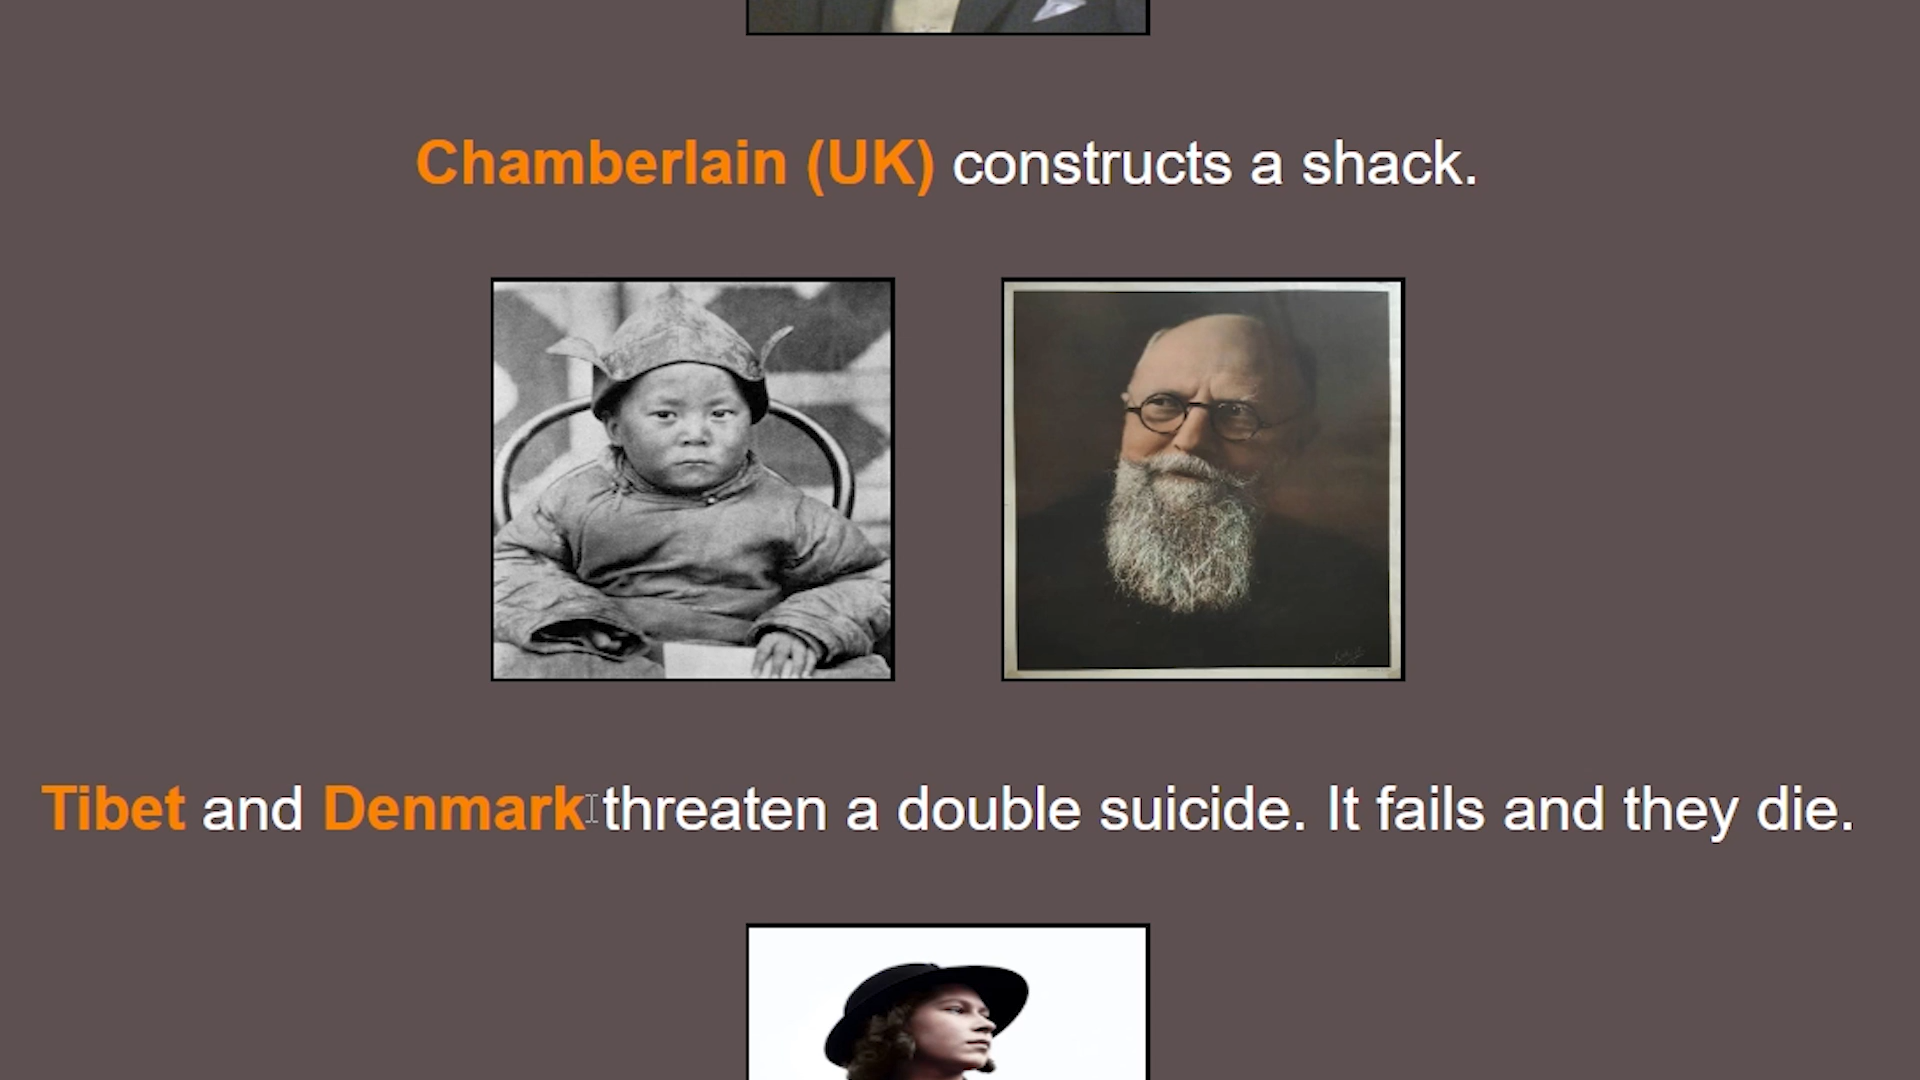 Chamberlain (UK) constructs a shack.
Tibet and Denmark threaten a double suicide. It fails and they die.